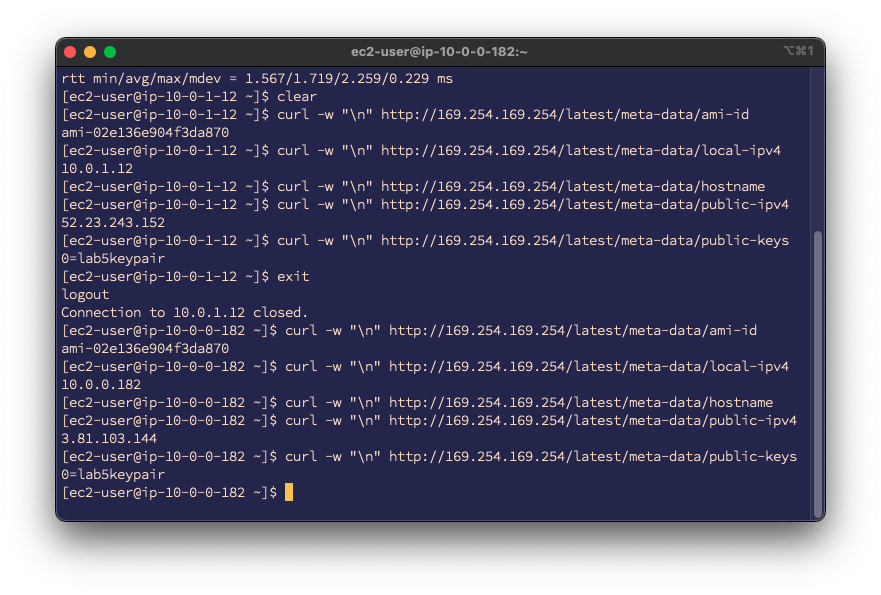 ec2-user@ip-10-0-0-182:~
⌥⌘1
rtt min/avg/max/mdev = 1.567/1.719/2.259/0.229 ms
[ec2-user@ip-10-0-1-12 ~]$ clear
[ec2-user@ip-10-0-1-12 ~]$ curl -w "\n" http://169.254.169.254/latest/meta-data/ami-id
ami-02e136e904f3da870
[ec2-user@ip-10-0-1-12 ~]$ curl -w "\n" http://169.254.169.254/latest/meta-data/local-ipv4
10.0.1.12
[ec2-user@ip-10-0-1-12 ~]$ curl -w "\n" http://169.254.169.254/latest/meta-data/hostname
[ec2-user@ip-10-0-1-12 ~]$ curl -w "\n" http://169.254.169.254/latest/meta-data/public-ipv4
52.23.243.152
[ec2-user@ip-10-0-1-12 ~]$ curl -w "\n" http://169.254.169.254/latest/meta-data/public-keys
0=lab5keypair
[ec2-user@ip-10-0-1-12 ~]$ exit
logout
Connection to 10.0.1.12 closed.
[ec2-user@ip-10-0-0-182 ~]$ curl -w "\n" http://169.254.169.254/latest/meta-data/ami-id
ami-02e136e904f3da870
[ec2-user@ip-10-0-0-182 ~]$ curl -w "\n" http://169.254.169.254/latest/meta-data/local-ipv4
10.0.0.182
[ec2-user@ip-10-0-0-182 ~]$ curl -w "\n" http://169.254.169.254/latest/meta-data/hostname
[ec2-user@ip-10-0-0-182 ~]$ curl -w "\n" http://169.254.169.254/latest/meta-data/public-ipv4
3.81.103.144
[ec2-user@ip-10-0-0-182 ~]$ curl -w "\n" http://169.254.169.254/latest/meta-data/public-keys
0=lab5keypair
[ec2-user@ip-10-0-0-182 ~]$